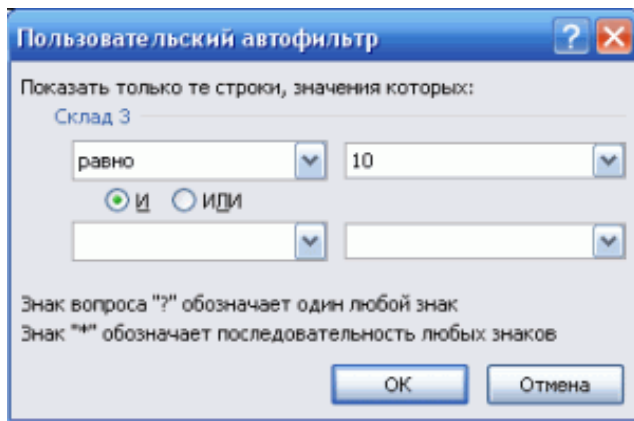 Пользовательский автофильтр
Показать только те строки, значения которых:
Склад 3
равно 10
И ИЛИ
Знак вопроса "?" обозначает один любой знак
Знак "*" обозначает последовательность любых знаков
ОК Отмена